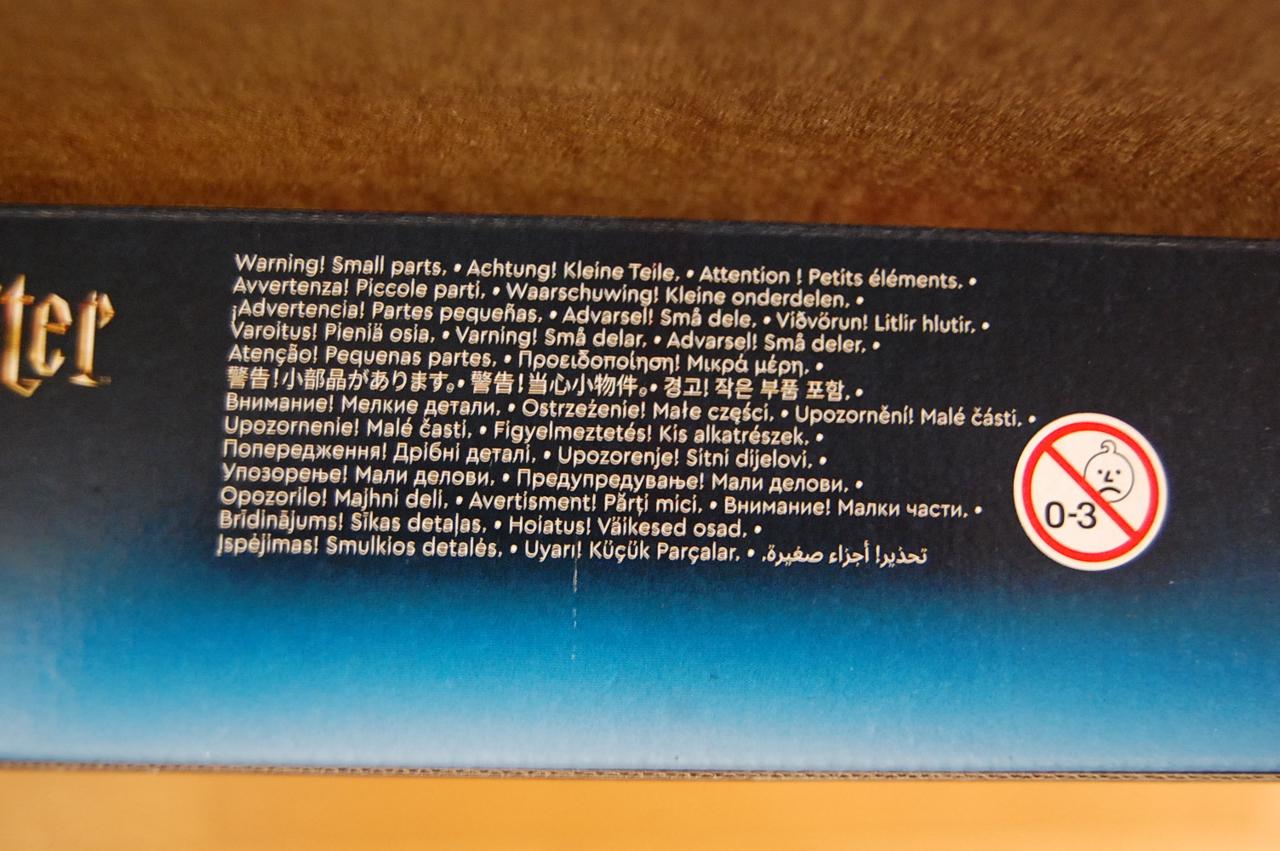 ter
Warning! Small parts. • Achtung! Kleine Teile. • Attention ! Petits éléments. •
Avvertenza! Piccole parti. • Waarschuwing! Kleine onderdelen. •
¡Advertencia! Partes pequeñas. • Advarsel! Små dele. • Viðvörun! Litlir hlutir. •
Varoitus! Pieniä osia. • Varning! Små delar. • Advarsel! Små deler. •
Atenção! Pequenas partes. • Προειδοποίηση! Μικρά μέρη. •
警告!小部品があります。• 警告!当心小物件。• 경고! 작은 부품 포함. •
Внимание! Мелкие детали. • Ostrzeżenie! Małe części. • Upozornění! Malé části. •
Upozornenie! Malé časti. • Figyelmeztetés! Kis alkatrészek. •
Попередження! Дрібні деталі. • Upozorenje! Sitni dijelovi. •
Упозорење! Мали делови. • Предупредување! Мали делови. •
Opozorilo! Majhni deli. • Avertisment! Părți mici. • Внимание! Малки части. •
Brīdinājums! Sīkas detaļas. • Hoiatus! Väikesed osad. •
Įspėjimas! Smulkios detalės. • Uyarı! Küçük Parçalar. • تحذير! أجزاء صغيرة.
0-3